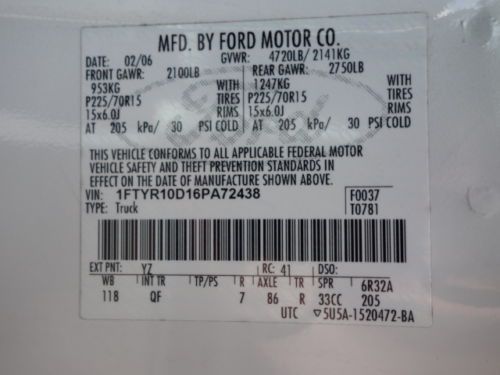 MFD. BY FORD MOTOR CO.
DATE: 02/06 GVWR: 4720LB/ 2141KG
FRONT GAWR: 2100LB REAR GAWR: 2750LB
953KG WITH 1247KG WITH
P225/70R15 TIRES P225/70R15 TIRES
15x6.0J RIMS 15x6.0J RIMS
AT 205 kPa/ 30 PSI COLD AT 205 kPa/ 30 PSI COLD
THIS VEHICLE CONFORMS TO ALL APPLICABLE FEDERAL MOTOR
VEHICLE SAFETY AND THEFT PREVENTION STANDARDS IN
EFFECT ON THE DATE OF MANUFACTURE SHOWN ABOVE.
VIN: 1FTYR10D16PA72438 F0037
TYPE: Truck T0781
EXT PNT: YZ RC: 41 DSO:
WB INT TR TP/PS R AXLE TR SPR 6R32A
118 QF 7 86 R 33CC 205
UTC ▽5U5A-1520472-BA